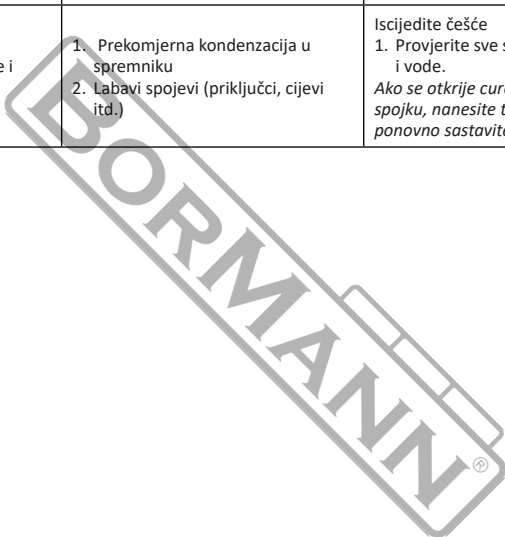 e i
1. Prekomjerna kondenzacija u
spremniku
2. Labavi spojevi (priključci, cijevi
itd.)
Iscijedite češće
1. Provjerite sve s
i vode.
Ako se otkrije cur
spojku, nanesite t
ponovno sastavite
BORMANN®